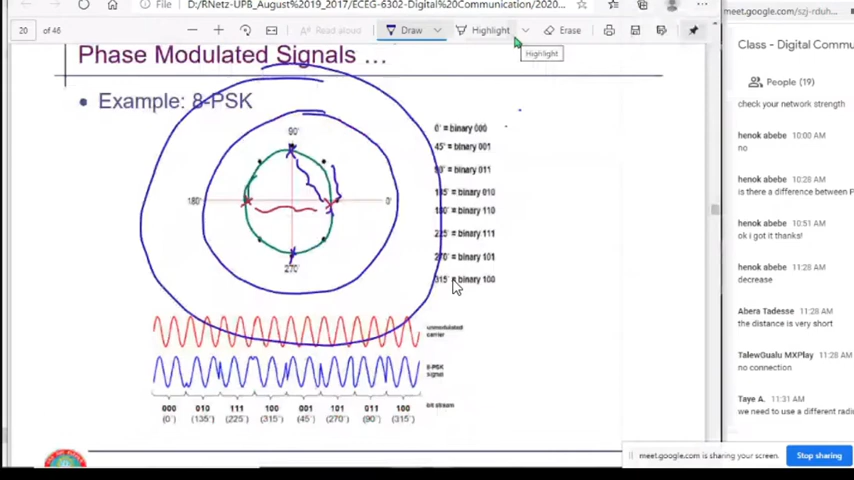 File
D:/RNetz-UPB_August2019_2017/ECEG-6302-Digital Communication/2020...
20 of 46
Read aloud
Draw
Highlight
Erase
Highlight
Phase Modulated Signals ...
• Example: 8-PSK
90°
180°
0°
270°
0° = binary 000
45° = binary 001
90° = binary 011
135° = binary 010
180° = binary 110
225° = binary 111
270° = binary 101
315° = binary 100
unmodulated
carrier
8-PSK
signal
bit stream
000 010 111 100 001 101 011 100
(0°) (135°) (225°) (315°) (45°) (270°) (90°) (315°)
meet.google.com/szj-rduh...
Class - Digital Commu
People (19)
check your network strength
henok abebe 10:00 AM
no
henok abebe 10:28 AM
is there a difference between P
henok abebe 10:51 AM
ok i got it thanks!
henok abebe 11:28 AM
decrease
Abera Tadesse 11:28 AM
the distance is very short
TalewGualu MXPlay 11:28 AM
no connection
Taye A. 11:31 AM
we need to use a different radi
meet.google.com is sharing your screen.
Stop sharing